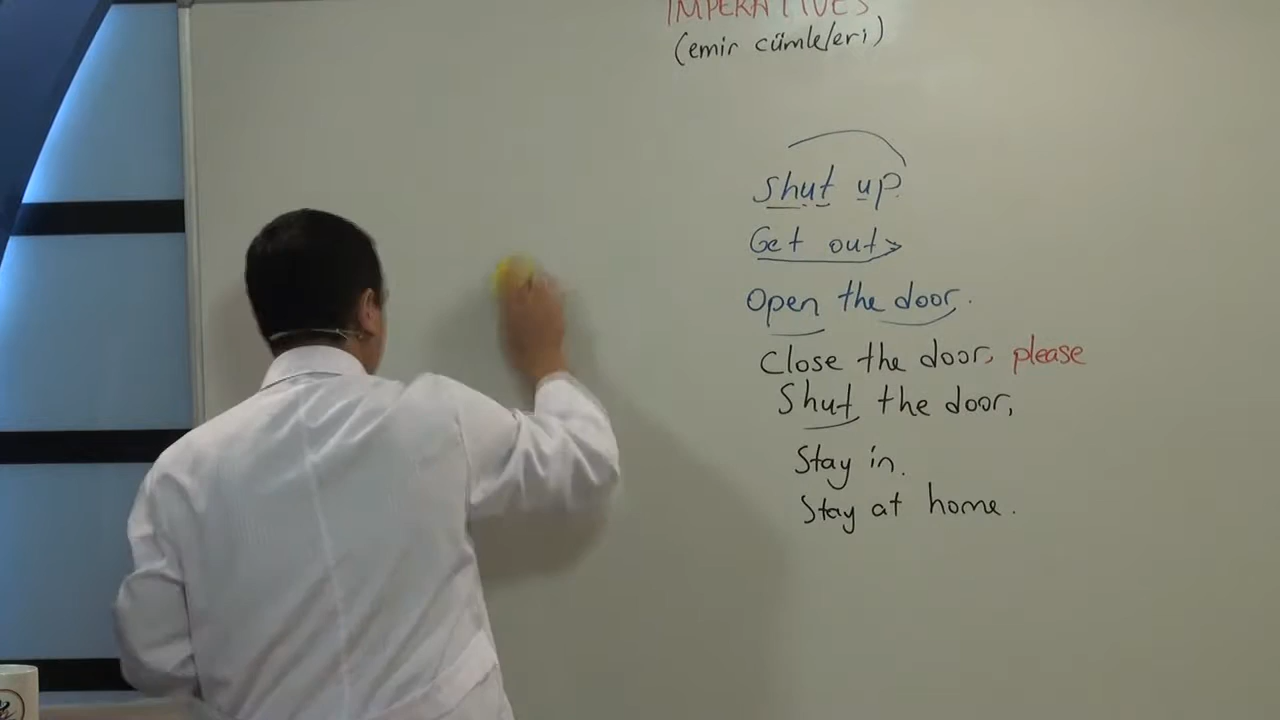 IMPERATIVES
(emir cümleleri)
Shut up.
Get out
Open the door.
Close the door, please
Shut the door,
Stay in.
Stay at home.